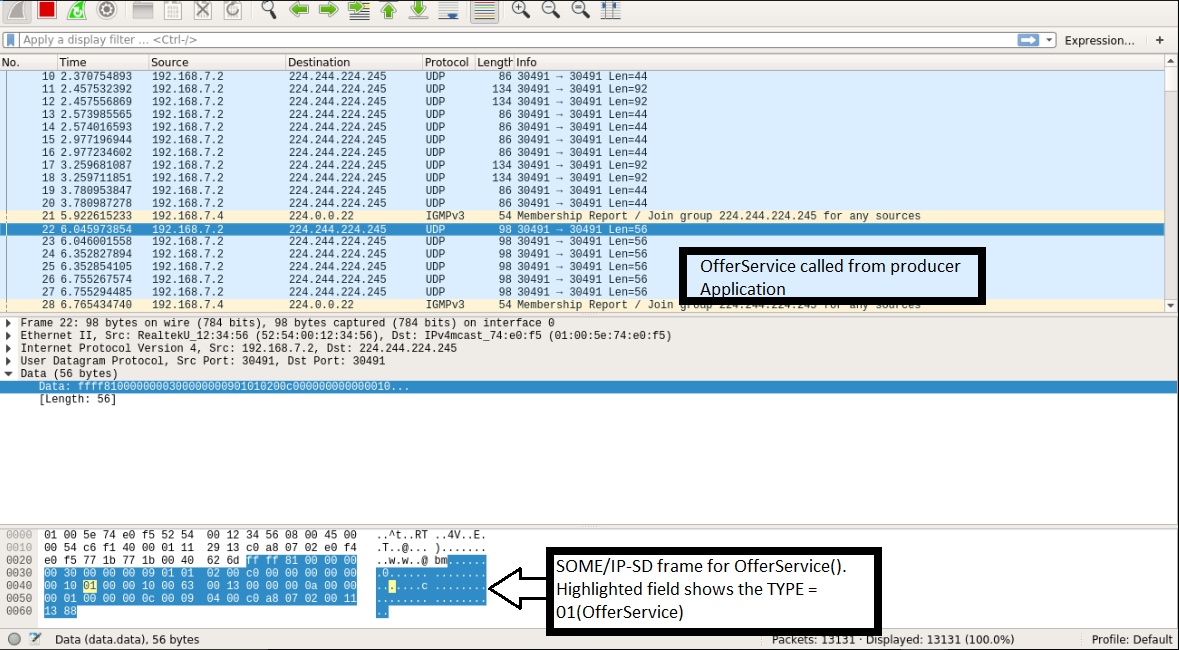 Apply a display filter ... <Ctrl-/>
Expression...
+
No. Time Source Destination Protocol Length Info
10 2.370754893 192.168.7.2 224.244.224.245 UDP 86 30491 → 30491 Len=44
11 2.457532392 192.168.7.2 224.244.224.245 UDP 134 30491 → 30491 Len=92
12 2.457556869 192.168.7.2 224.244.224.245 UDP 134 30491 → 30491 Len=92
13 2.573985565 192.168.7.2 224.244.224.245 UDP 86 30491 → 30491 Len=44
14 2.574016593 192.168.7.2 224.244.224.245 UDP 86 30491 → 30491 Len=44
15 2.977196944 192.168.7.2 224.244.224.245 UDP 86 30491 → 30491 Len=44
16 2.977234602 192.168.7.2 224.244.224.245 UDP 86 30491 → 30491 Len=44
17 3.259681087 192.168.7.2 224.244.224.245 UDP 134 30491 → 30491 Len=92
18 3.259711851 192.168.7.2 224.244.224.245 UDP 134 30491 → 30491 Len=92
19 3.780953847 192.168.7.2 224.244.224.245 UDP 86 30491 → 30491 Len=44
20 3.780987278 192.168.7.2 224.244.224.245 UDP 86 30491 → 30491 Len=44
21 5.922615233 192.168.7.4 224.0.0.22 IGMPv3 54 Membership Report / Join group 224.244.224.245 for any sources
22 6.045973854 192.168.7.2 224.244.224.245 UDP 98 30491 → 30491 Len=56
23 6.046001558 192.168.7.2 224.244.224.245 UDP 98 30491 → 30491 Len=56
24 6.352827894 192.168.7.2 224.244.224.245 UDP 98 30491 → 30491 Len=56
25 6.352854105 192.168.7.2 224.244.224.245 UDP 98 30491 → 30491 Len=56
26 6.755267574 192.168.7.2 224.244.224.245 UDP 98 30491 → 30491 Len=56
27 6.755294485 192.168.7.2 224.244.224.245 UDP 98 30491 → 30491 Len=56
28 6.765434740 192.168.7.4 224.0.0.22 IGMPv3 54 Membership Report / Join group 224.244.224.245 for any sources
OfferService called from producer
Application
Frame 22: 98 bytes on wire (784 bits), 98 bytes captured (784 bits) on interface 0
Ethernet II, Src: RealtekU_12:34:56 (52:54:00:12:34:56), Dst: IPv4mcast_74:e0:f5 (01:00:5e:74:e0:f5)
Internet Protocol Version 4, Src: 192.168.7.2, Dst: 224.244.224.245
User Datagram Protocol, Src Port: 30491, Dst Port: 30491
Data (56 bytes)
Data: ffff8100000000300000000901010200c000000000000010...
[Length: 56]
0000 01 00 5e 74 e0 f5 52 54 00 12 34 56 08 00 45 00 ..^t..RT ..4V..E.
0010 00 54 c6 f1 40 00 01 11 29 13 c0 a8 07 02 e0 f4 .T..@... ).......
0020 e0 f5 77 1b 77 1b 00 40 62 6d ff ff 81 00 00 00 ..w.w..@ bm......
0030 00 30 00 00 00 09 01 01 02 00 c0 00 00 00 00 00 .0...... ........
0040 00 10 01 00 00 10 00 63 00 13 00 00 00 0a 00 00 .......c ........
0050 00 01 00 00 00 0c 00 09 04 00 c0 a8 07 02 00 11 ........ ........
0060 13 88 ..
SOME/IP-SD frame for OfferService().
Highlighted field shows the TYPE =
01(OfferService)
Data (data.data), 56 bytes
Packets: 13131 · Displayed: 13131 (100.0%)
Profile: Default